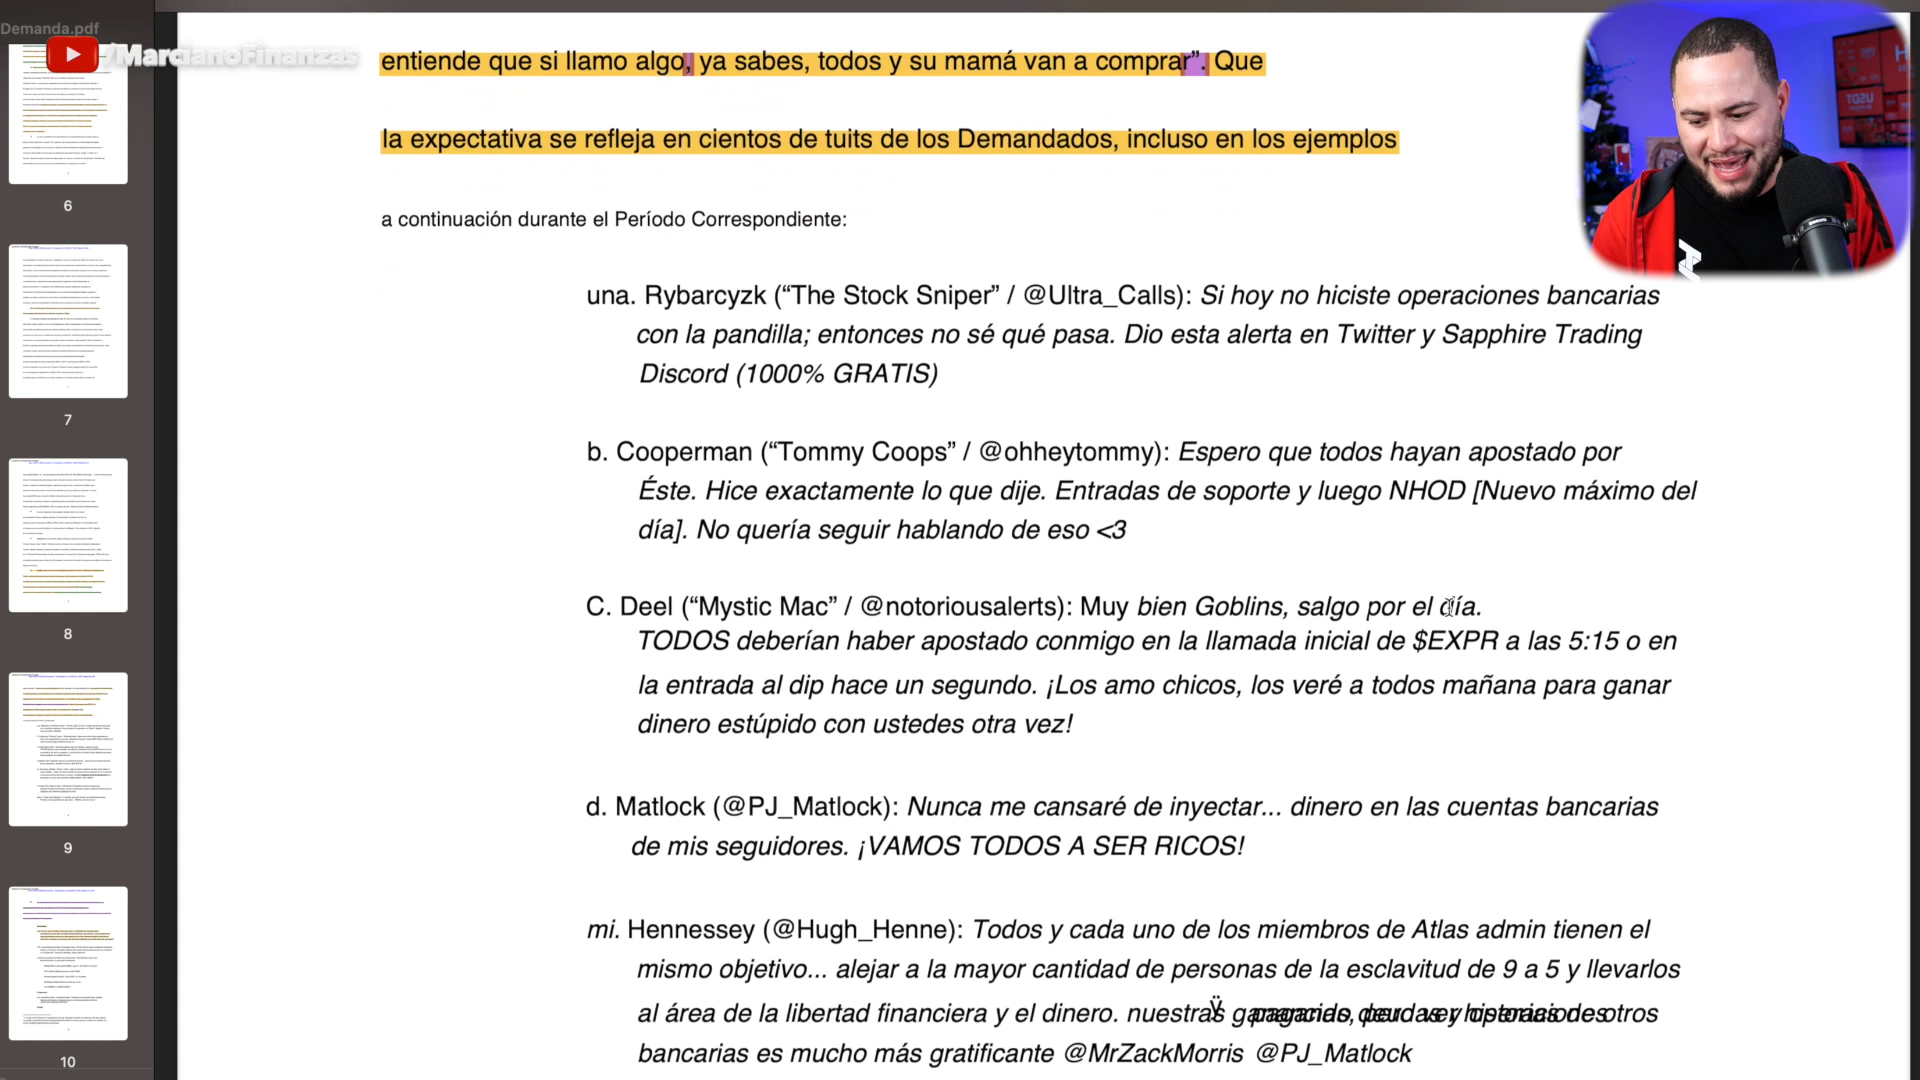 Demanda.pdf
/MarcianoFinanzas
entiende que si llamo algo, ya sabes, todos y su mamá van a comprar”. Que
la expectativa se refleja en cientos de tuits de los Demandados, incluso en los ejemplos
a continuación durante el Período Correspondiente:
una. Rybarcyzk (“The Stock Sniper” / @Ultra_Calls): Si hoy no hiciste operaciones bancarias
con la pandilla; entonces no sé qué pasa. Dio esta alerta en Twitter y Sapphire Trading
Discord (1000% GRATIS)
b. Cooperman (“Tommy Coops” / @ohheytommy): Espero que todos hayan apostado por
Éste. Hice exactamente lo que dije. Entradas de soporte y luego NHOD [Nuevo máximo del
día]. No quería seguir hablando de eso <3
C. Deel (“Mystic Mac” / @notoriousalerts): Muy bien Goblins, salgo por el día.
TODOS deberían haber apostado conmigo en la llamada inicial de $EXPR a las 5:15 o en
la entrada al dip hace un segundo. ¡Los amo chicos, los veré a todos mañana para ganar
dinero estúpido con ustedes otra vez!
d. Matlock (@PJ_Matlock): Nunca me cansaré de inyectar... dinero en las cuentas bancarias
de mis seguidores. ¡VAMOS TODOS A SER RICOS!
mi. Hennessey (@Hugh_Henne): Todos y cada uno de los miembros de Atlas admin tienen el
mismo objetivo... alejar a la mayor cantidad de personas de la esclavitud de 9 a 5 y llevarlos
al área de la libertad financiera y el dinero. nuestras otros
bancarias es mucho más gratificante @MrZackMorris @PJ_Matlock
6
7
8
9
10
USDT